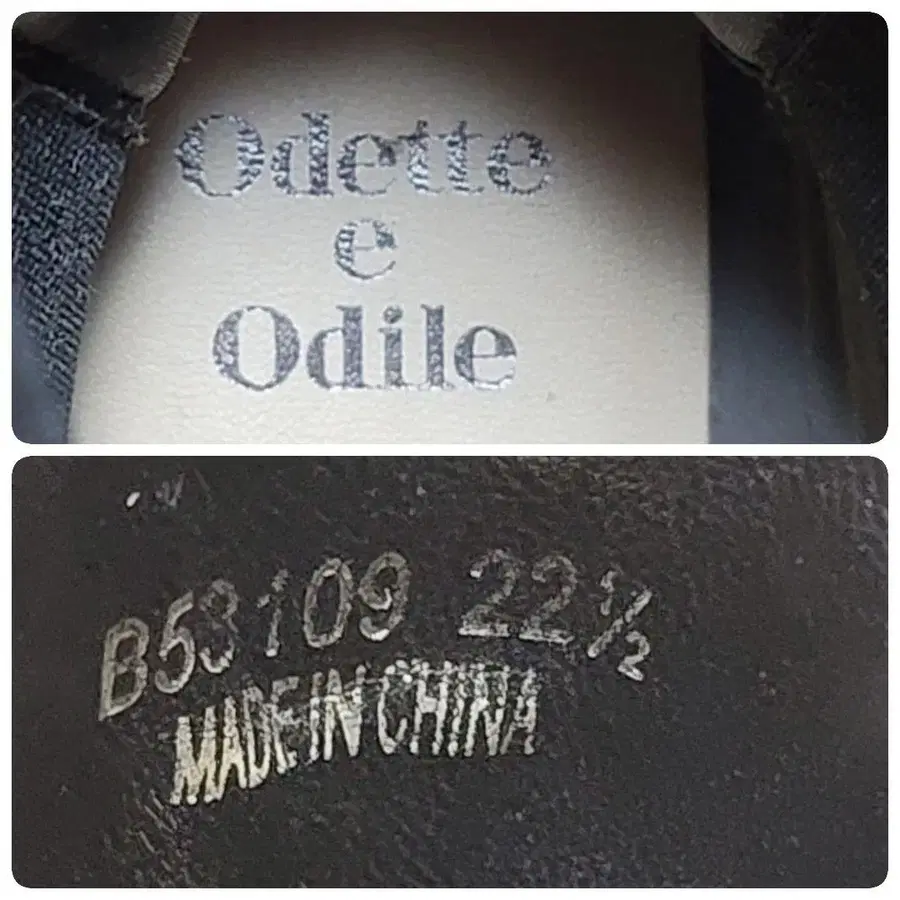 Odette
e
Odile
B53109 22½
MADE IN CHINA